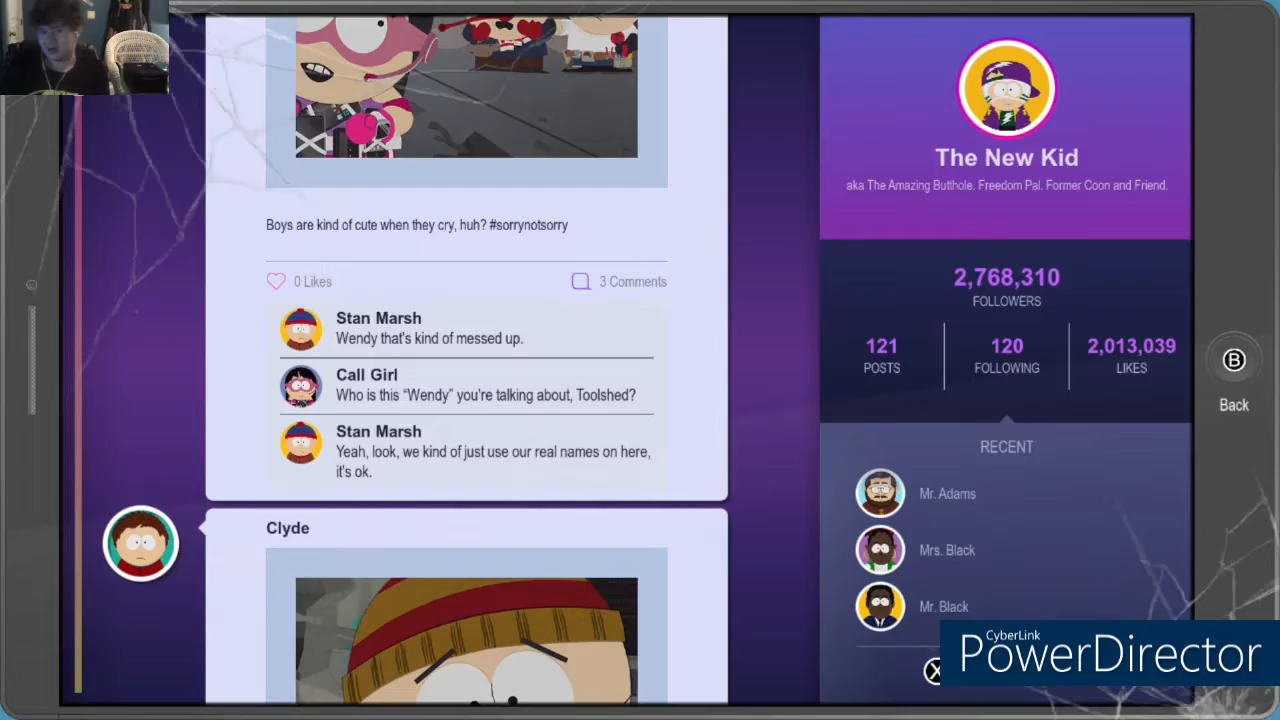 Boys are kind of cute when they cry, huh? #sorrynotsorry
0 Likes
3 Comments
Stan Marsh
Wendy that's kind of messed up.
Call Girl
Who is this “Wendy” you're talking about, Toolshed?
Stan Marsh
Yeah, look, we kind of just use our real names on here,
it's ok.
Clyde
The New Kid
aka The Amazing Butthole. Freedom Pal. Former Coon and Friend.
2,768,310
FOLLOWERS
121
POSTS
120
FOLLOWING
2,013,039
LIKES
RECENT
Mr. Adams
Mrs. Black
Mr. Black
X
B
Back
CyberLink
PowerDirector